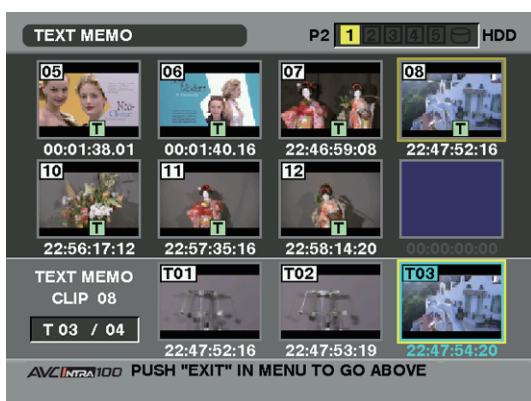 TEXT MEMO
P2 1 2 3 4 5 HDD
05 06 07 08
T T T T
00:01:38.01 00:01:40.16 22:46:59:08 22:47:52:16
10 11 12
T T T
22:56:17:12 22:57:35:16 22:58:14:20 00:00:00:00
TEXT MEMO
CLIP 08
T 03 / 04
T01 T02 T03
22:47:52:16 22:47:53:19 22:47:54:20
AVC INTRA 100 PUSH "EXIT" IN MENU TO GO ABOVE